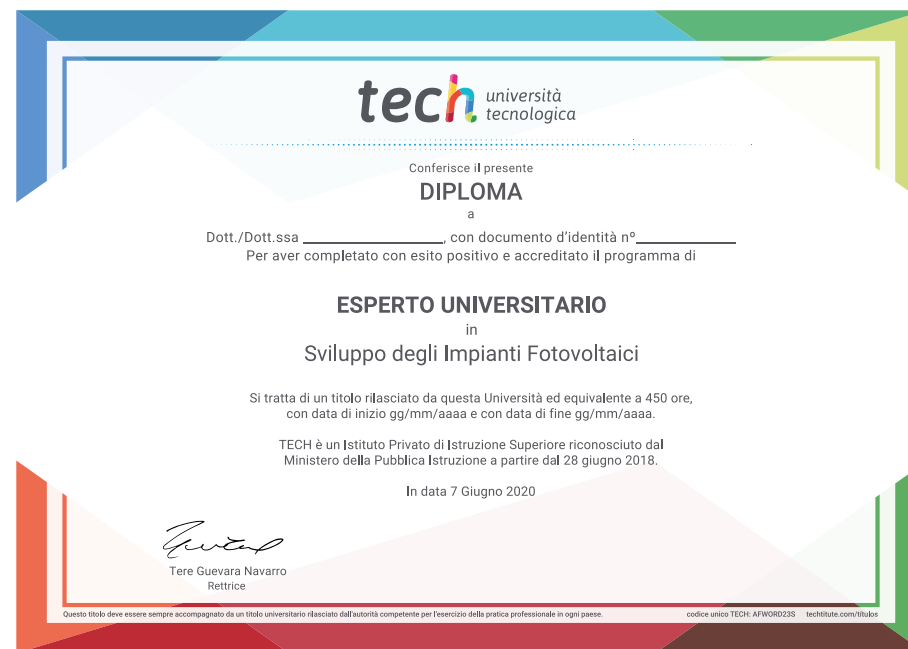 tech università
tecnologica
Conferisce il presente
DIPLOMA
a
Dott./Dott.ssa ____________________, con documento d'identità nº______________
Per aver completato con esito positivo e accreditato il programma di
ESPERTO UNIVERSITARIO
in
Sviluppo degli Impianti Fotovoltaici
Si tratta di un titolo rilasciato da questa Università ed equivalente a 450 ore,
con data di inizio gg/mm/aaaa e con data di fine gg/mm/aaaa.
TECH è un Istituto Privato di Istruzione Superiore riconosciuto dal
Ministero della Pubblica Istruzione a partire dal 28 giugno 2018.
In data 7 Giugno 2020
Tere Guevara Navarro
Rettrice
Questo titolo deve essere sempre accompagnato da un titolo universitario rilasciato dall'autorità competente per l'esercizio della pratica professionale in ogni paese. codice unico TECH: AFWORD23S techtitute.com/títulos